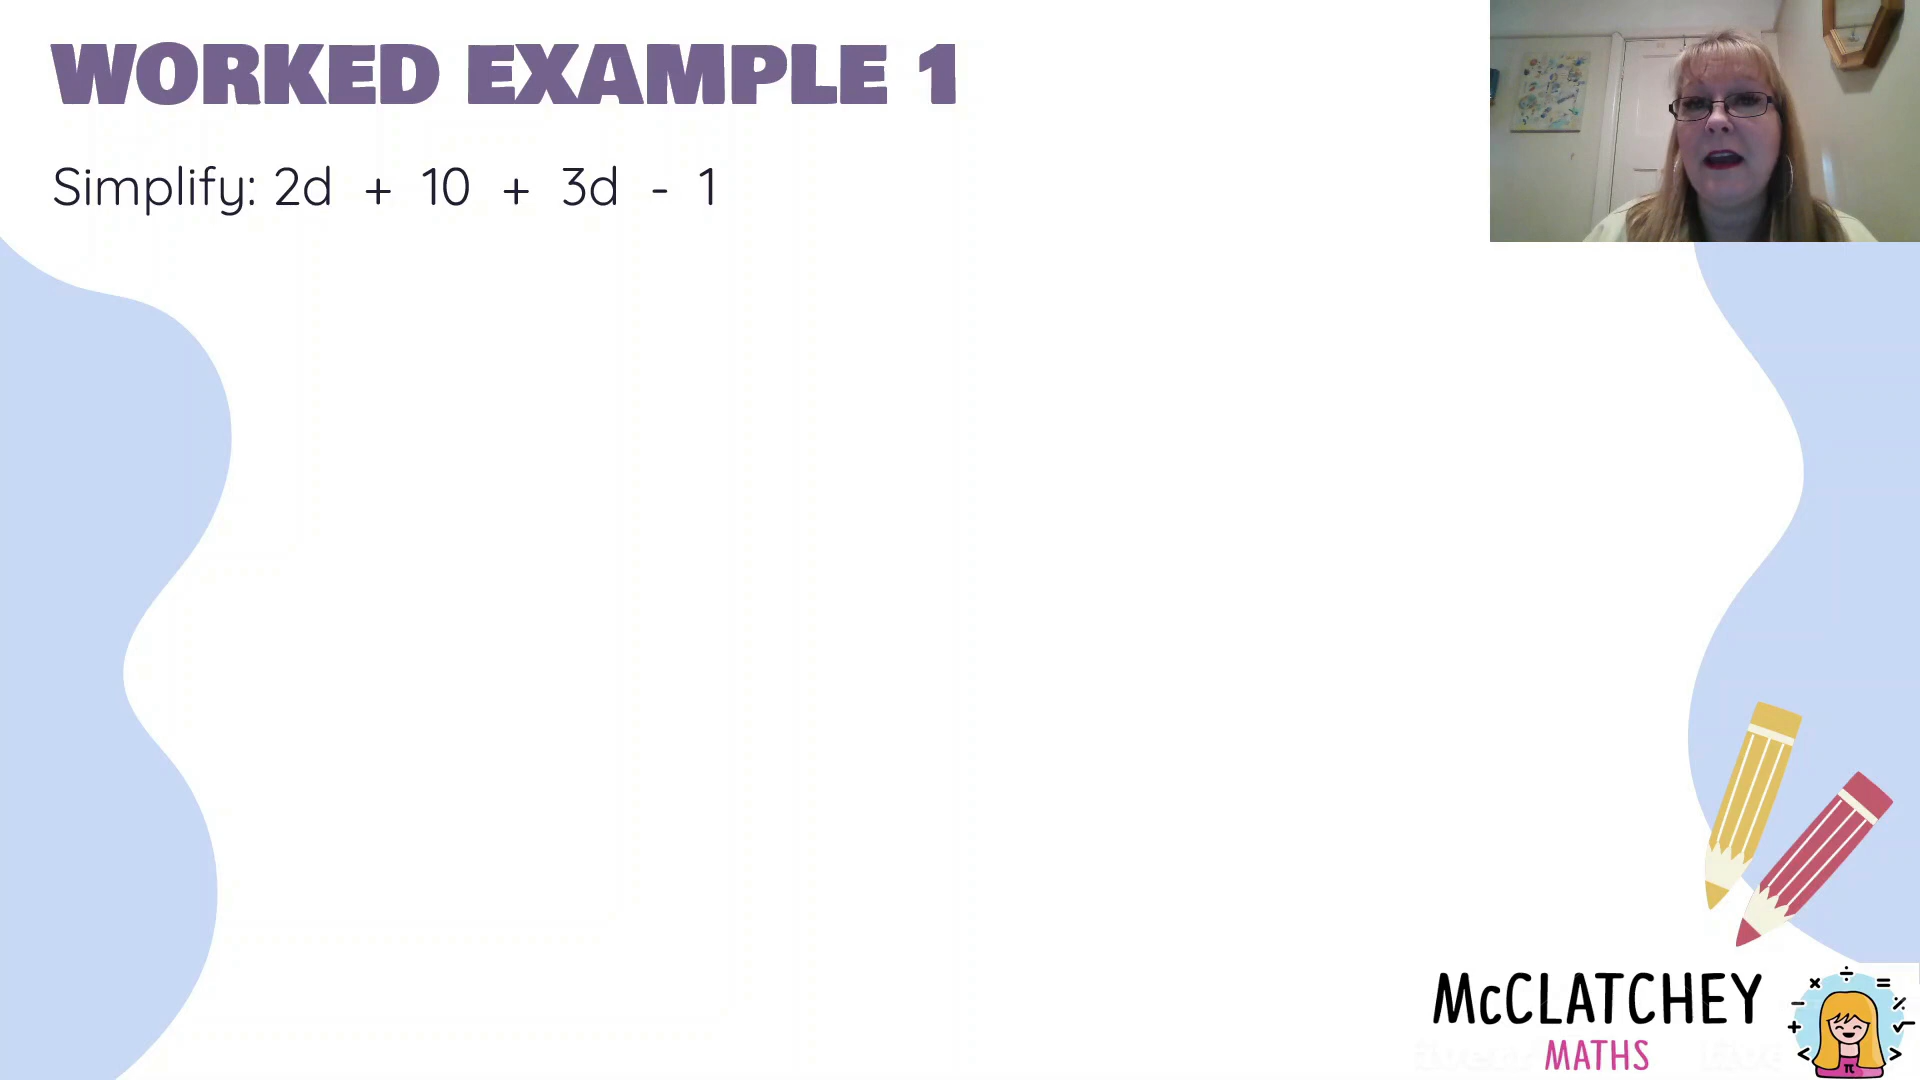 WORKED EXAMPLE 1
Simplify: 2d + 10 + 3d - 1
McCLATCHEY
MATHS
π